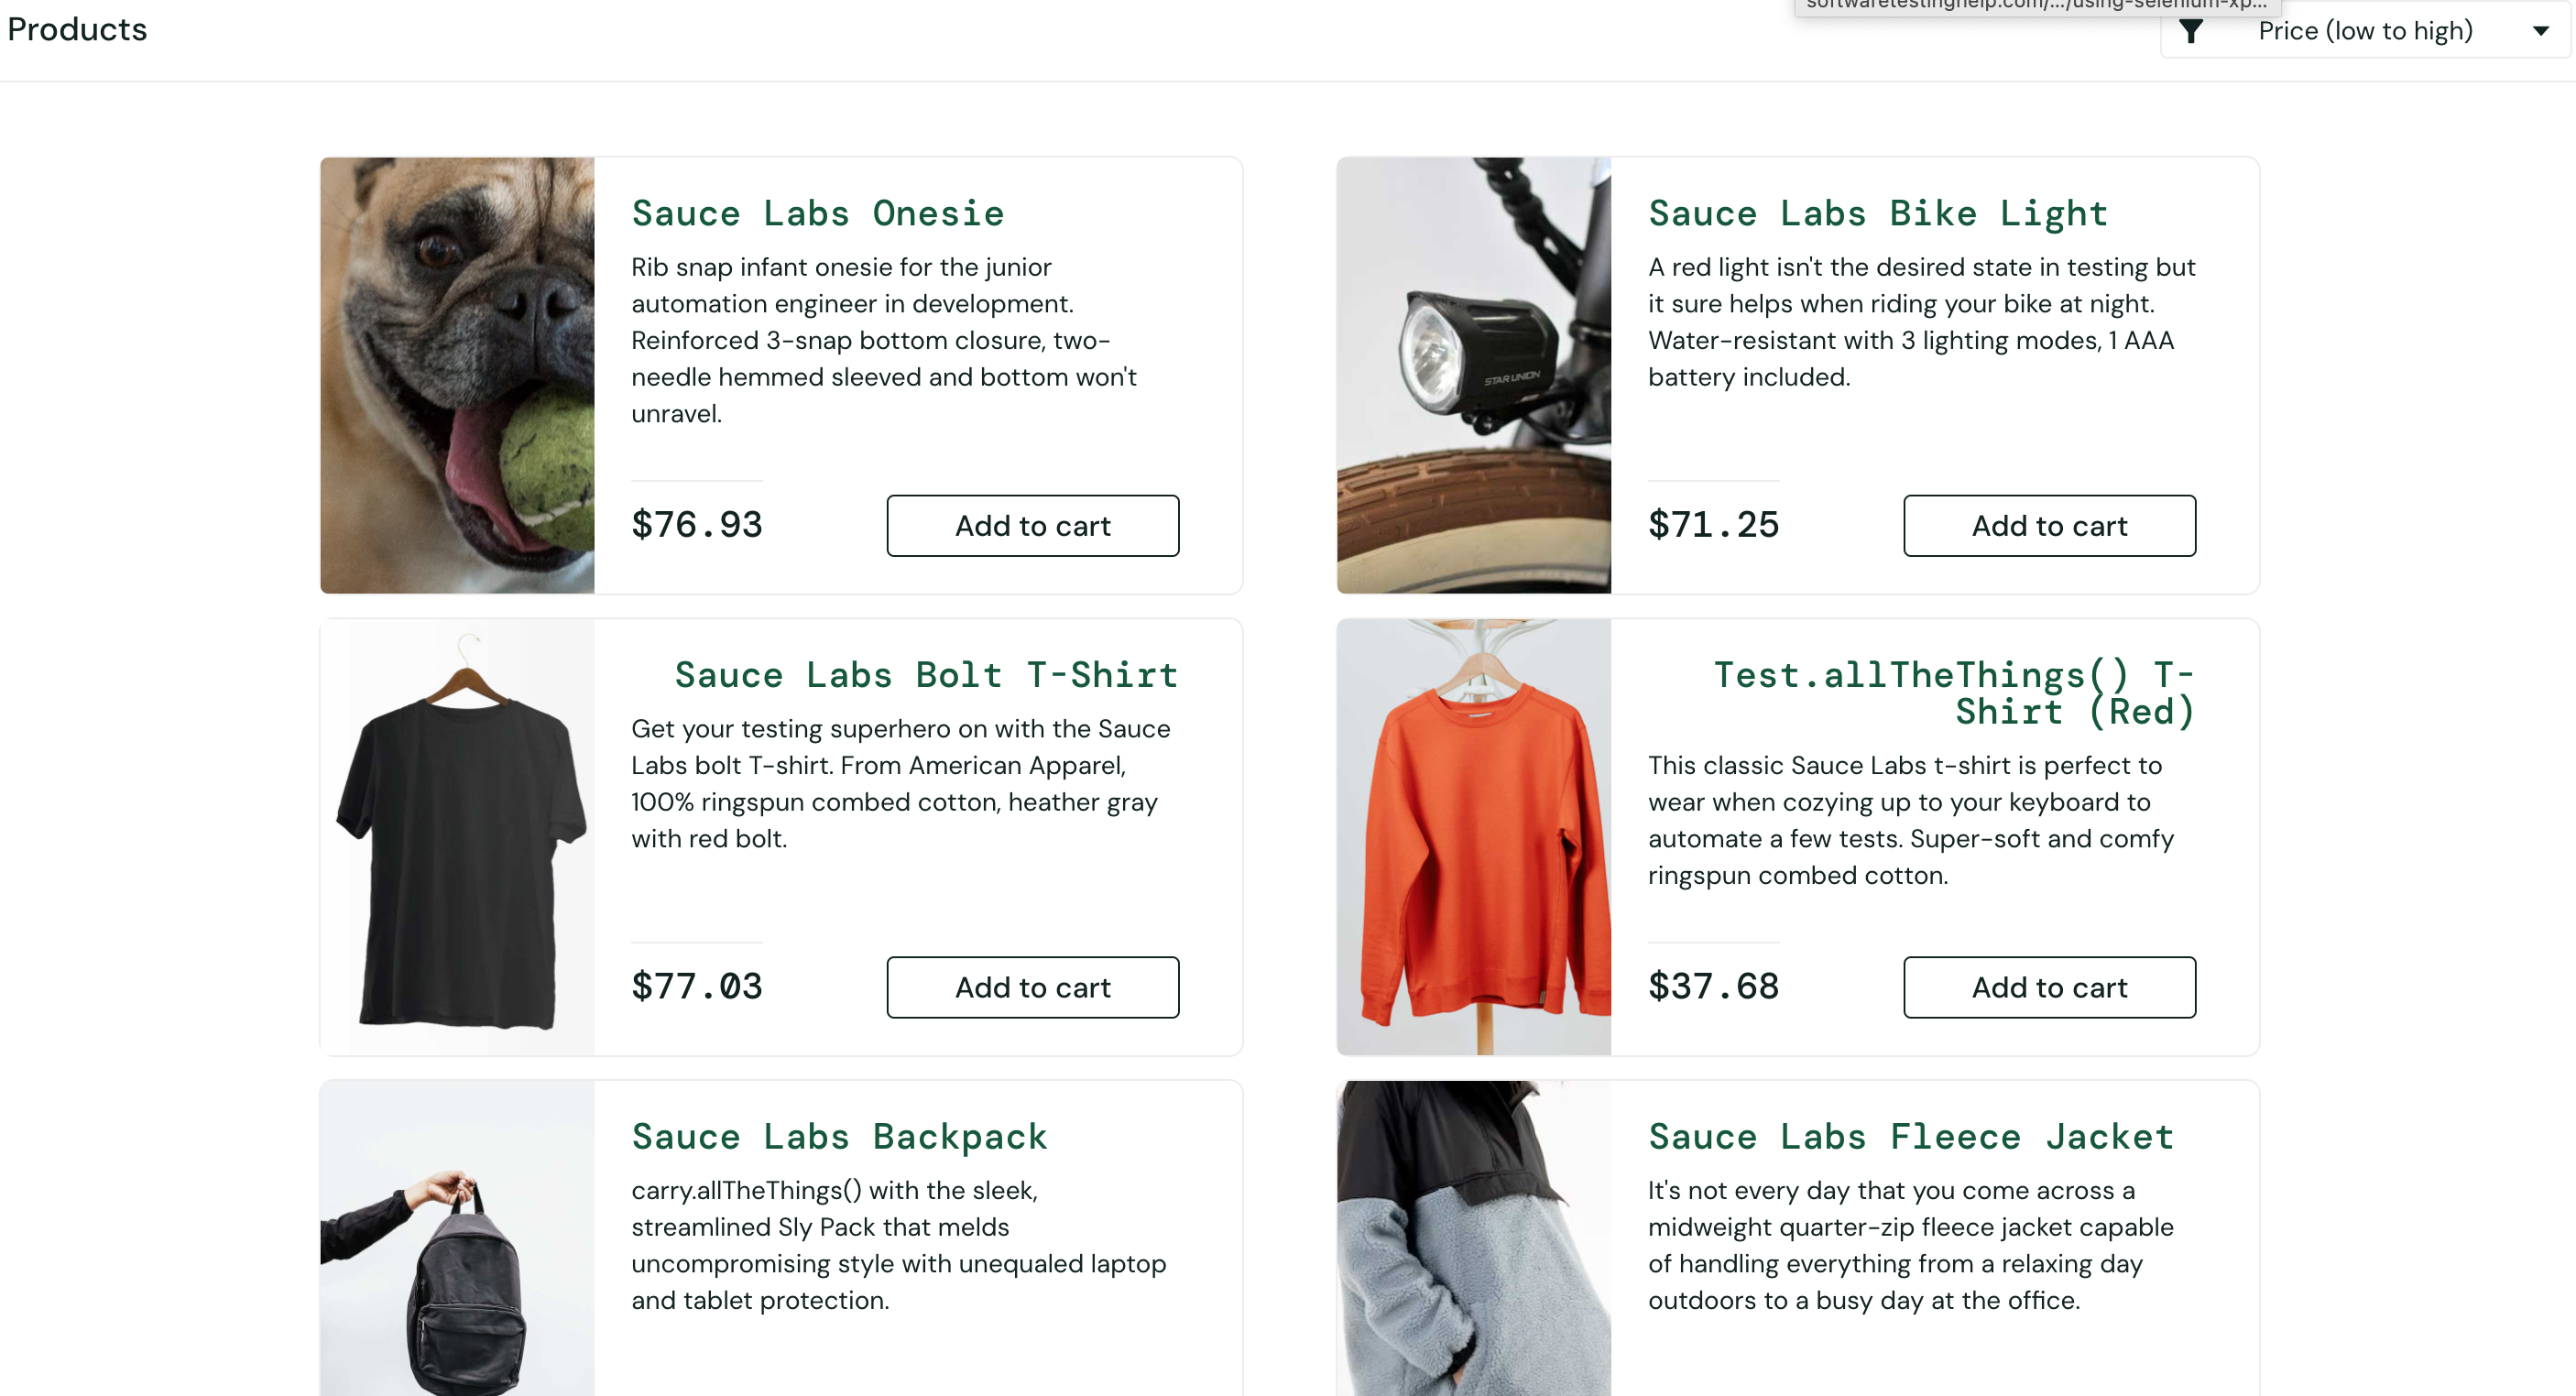 softwaretestinghelp.com/.../using-selenium-xp...
Products
Price (low to high)
Sauce Labs Onesie
Rib snap infant onesie for the junior
automation engineer in development.
Reinforced 3-snap bottom closure, two-
needle hemmed sleeved and bottom won't
unravel.
$76.93
Add to cart
STAR UNION
Sauce Labs Bike Light
A red light isn't the desired state in testing but
it sure helps when riding your bike at night.
Water-resistant with 3 lighting modes, 1 AAA
battery included.
$71.25
Add to cart
Sauce Labs Bolt T-Shirt
Get your testing superhero on with the Sauce
Labs bolt T-shirt. From American Apparel,
100% ringspun combed cotton, heather gray
with red bolt.
$77.03
Add to cart
Test.allTheThings() T-
Shirt (Red)
This classic Sauce Labs t-shirt is perfect to
wear when cozying up to your keyboard to
automate a few tests. Super-soft and comfy
ringspun combed cotton.
$37.68
Add to cart
Sauce Labs Backpack
carry.allTheThings() with the sleek,
streamlined Sly Pack that melds
uncompromising style with unequaled laptop
and tablet protection.
Sauce Labs Fleece Jacket
It's not every day that you come across a
midweight quarter-zip fleece jacket capable
of handling everything from a relaxing day
outdoors to a busy day at the office.